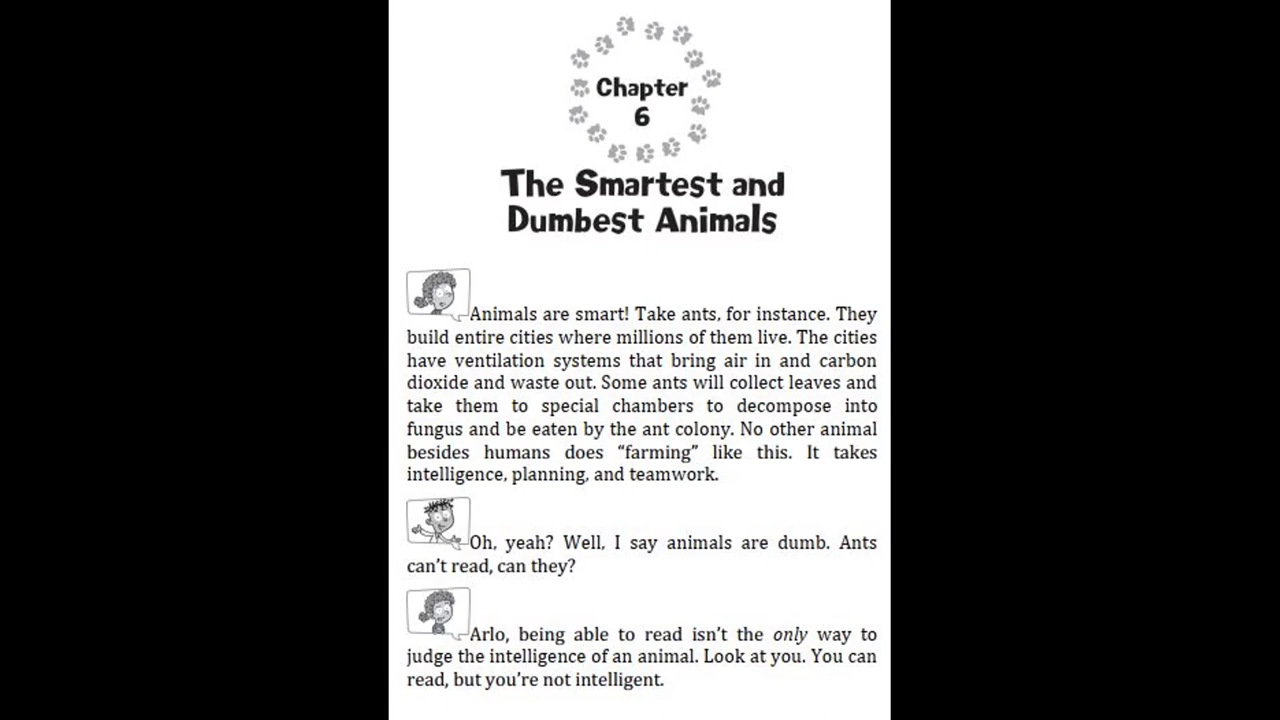 Chapter
6
The Smartest and
Dumbest Animals
Animals are smart! Take ants, for instance. They
build entire cities where millions of them live. The cities
have ventilation systems that bring air in and carbon
dioxide and waste out. Some ants will collect leaves and
take them to special chambers to decompose into
fungus and be eaten by the ant colony. No other animal
besides humans does “farming” like this. It takes
intelligence, planning, and teamwork.
Oh, yeah? Well, I say animals are dumb. Ants
can’t read, can they?
Arlo, being able to read isn’t the only way to
judge the intelligence of an animal. Look at you. You can
read, but you’re not intelligent.